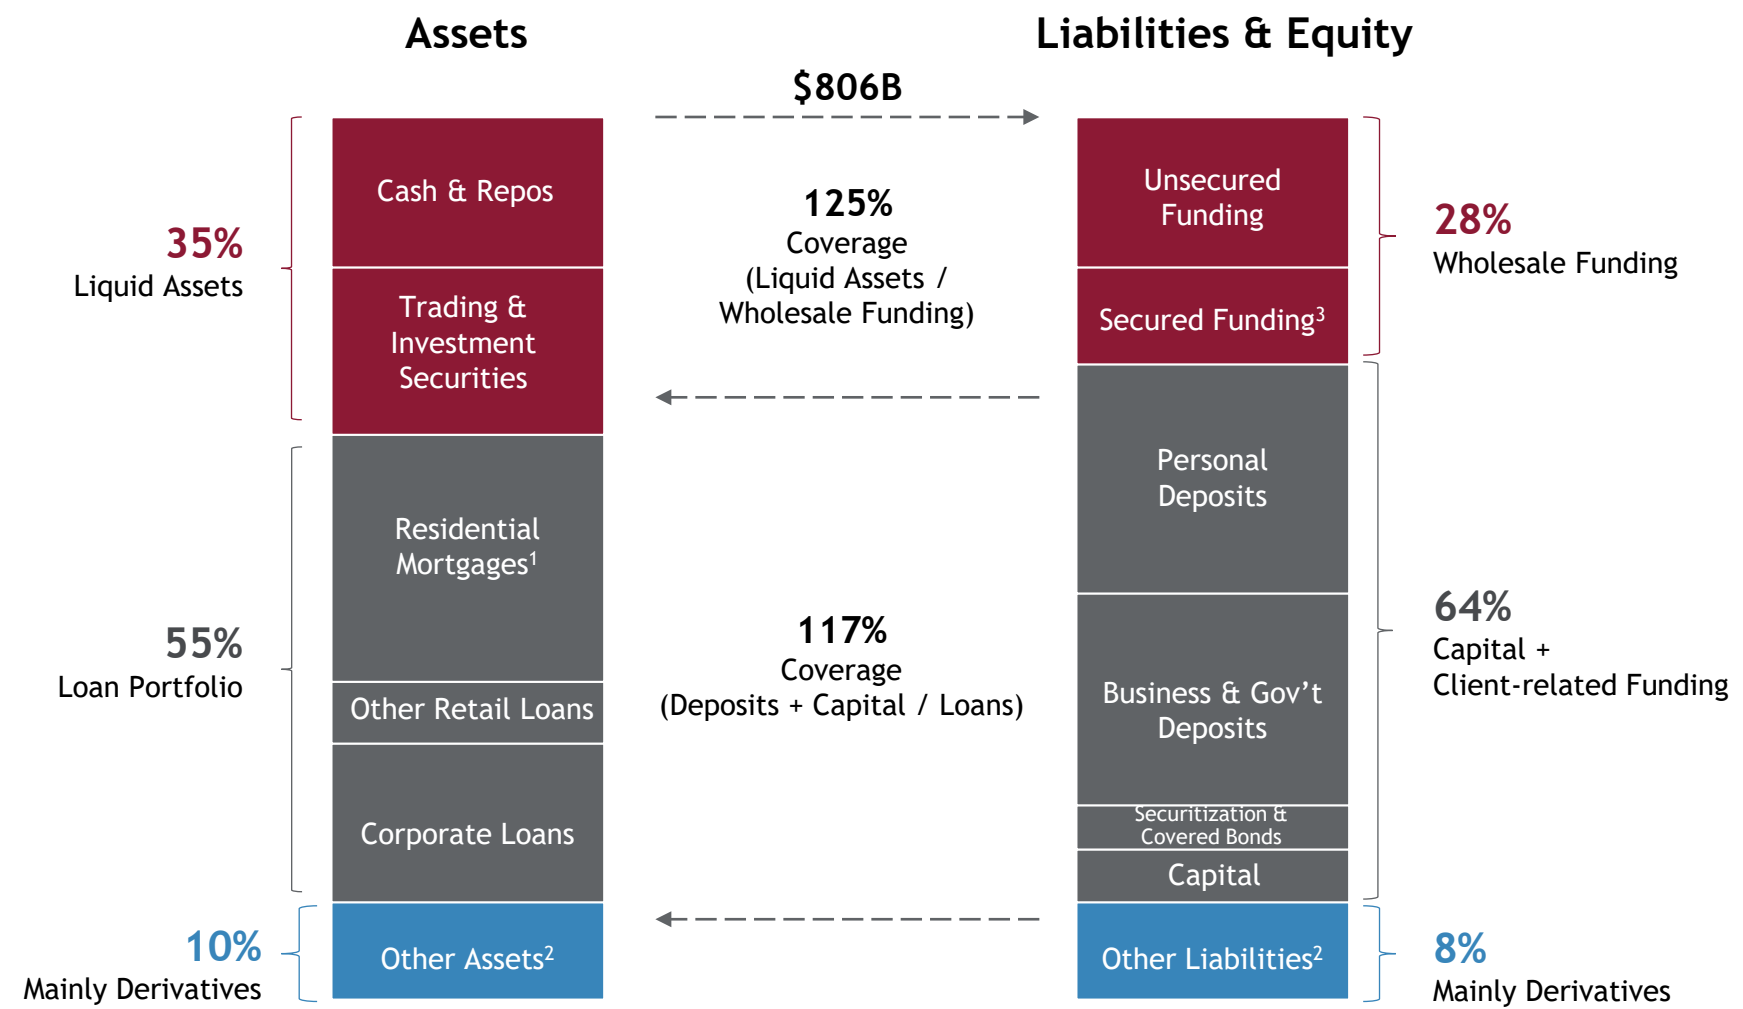 Assets
Liabilities & Equity
$806B
Cash & Repos
Trading &
Investment
Securities
35%
Liquid Assets
125%
Coverage
(Liquid Assets /
Wholesale Funding)
Unsecured
Funding
Secured Funding³
28%
Wholesale Funding
Residential
Mortgages¹
Other Retail Loans
Corporate Loans
55%
Loan Portfolio
117%
Coverage
(Deposits + Capital / Loans)
Personal
Deposits
Business & Gov’t
Deposits
Securitization &
Covered Bonds
Capital
64%
Capital +
Client-related Funding
10%
Mainly Derivatives
Other Assets²
Other Liabilities²
8%
Mainly Derivatives